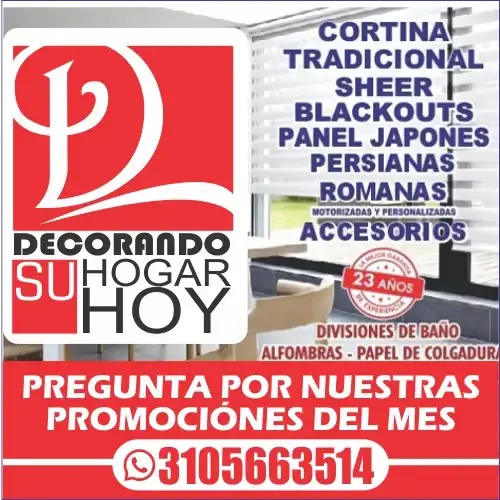 DECORANDO
SU HOGAR
HOY
CORTINA
TRADICIONAL
SHEER
BLACKOUTS
PANEL JAPONES
PERSIANAS
ROMANAS
MOTORIZADAS Y PERSONALIZADAS
ACCESORIOS
LA MEJOR GARANTIA
23 AÑOS
DE EXPERIENCIA
DIVISIONES DE BAÑO
ALFOMBRAS - PAPEL DE COLGADURA
PREGUNTA POR NUESTRAS
PROMOCIÓNES DEL MES
3105663514